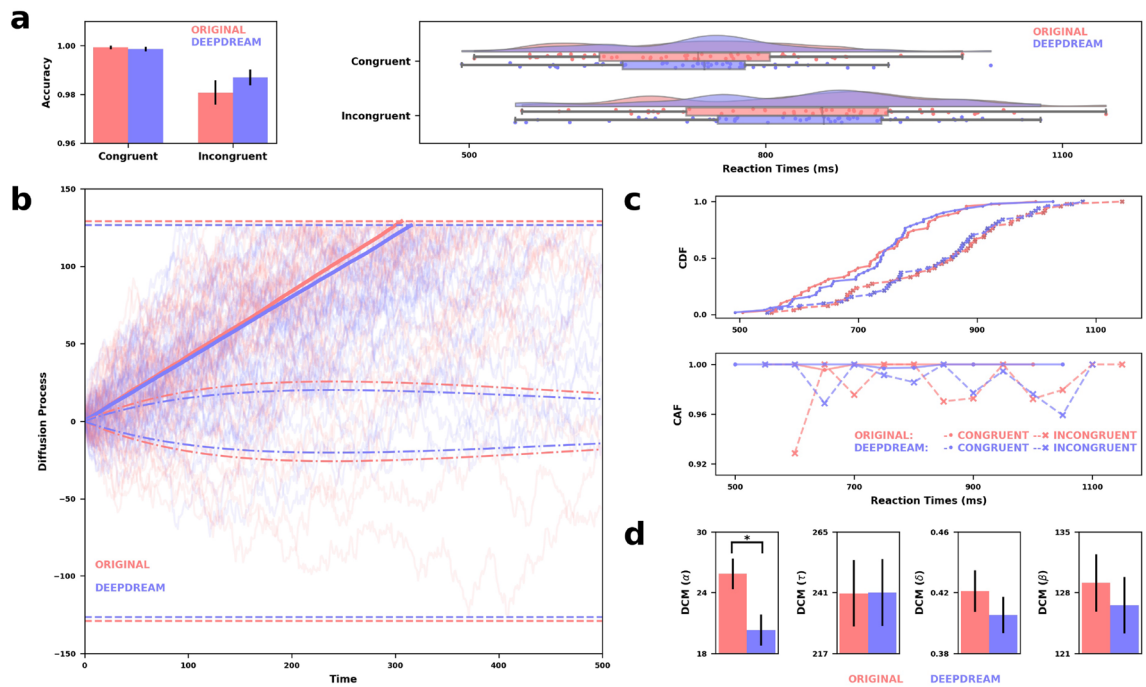 a
ORIGINAL
DEEPDREAM
Accuracy
1.00
0.98
0.96
Congruent
Incongruent
ORIGINAL
DEEPDREAM
Congruent
Incongruent
500
800
1100
Reaction Times (ms)
b
Diffusion Process
150
100
50
0
−50
−100
−150
ORIGINAL
DEEPDREAM
0
100
200
300
400
500
Time
c
CDF
1.0
0.5
0.0
500
700
900
1100
CAF
1.00
0.96
0.92
ORIGINAL: CONGRUENT INCONGRUENT
DEEPDREAM: CONGRUENT INCONGRUENT
500
700
900
1100
Reaction Times (ms)
d
DCM (α)
30
24
18
*
DCM (τ)
265
241
217
DCM (δ)
0.46
0.42
0.38
DCM (β)
135
128
121
ORIGINAL
DEEPDREAM